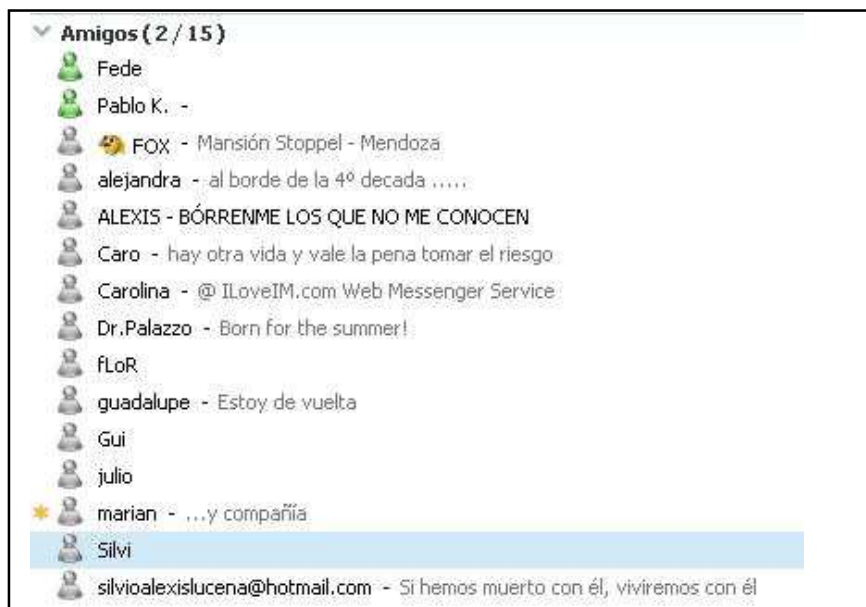 Amigos (2 / 15)
Fede
Pablo K. -
FOX - Mansión Stoppel - Mendoza
alejandra - al borde de la 4º decada .....
ALEXIS - BÓRRENME LOS QUE NO ME CONOCEN
Caro - hay otra vida y vale la pena tomar el riesgo
Carolina - @ ILoveIM.com Web Messenger Service
Dr.Palazzo - Born for the summer!
fLoR
guadalupe - Estoy de vuelta
Gui
julio
marian - ...y compañía
Silvi
silvioalexislucena@hotmail.com - Si hemos muerto con él, viviremos con él